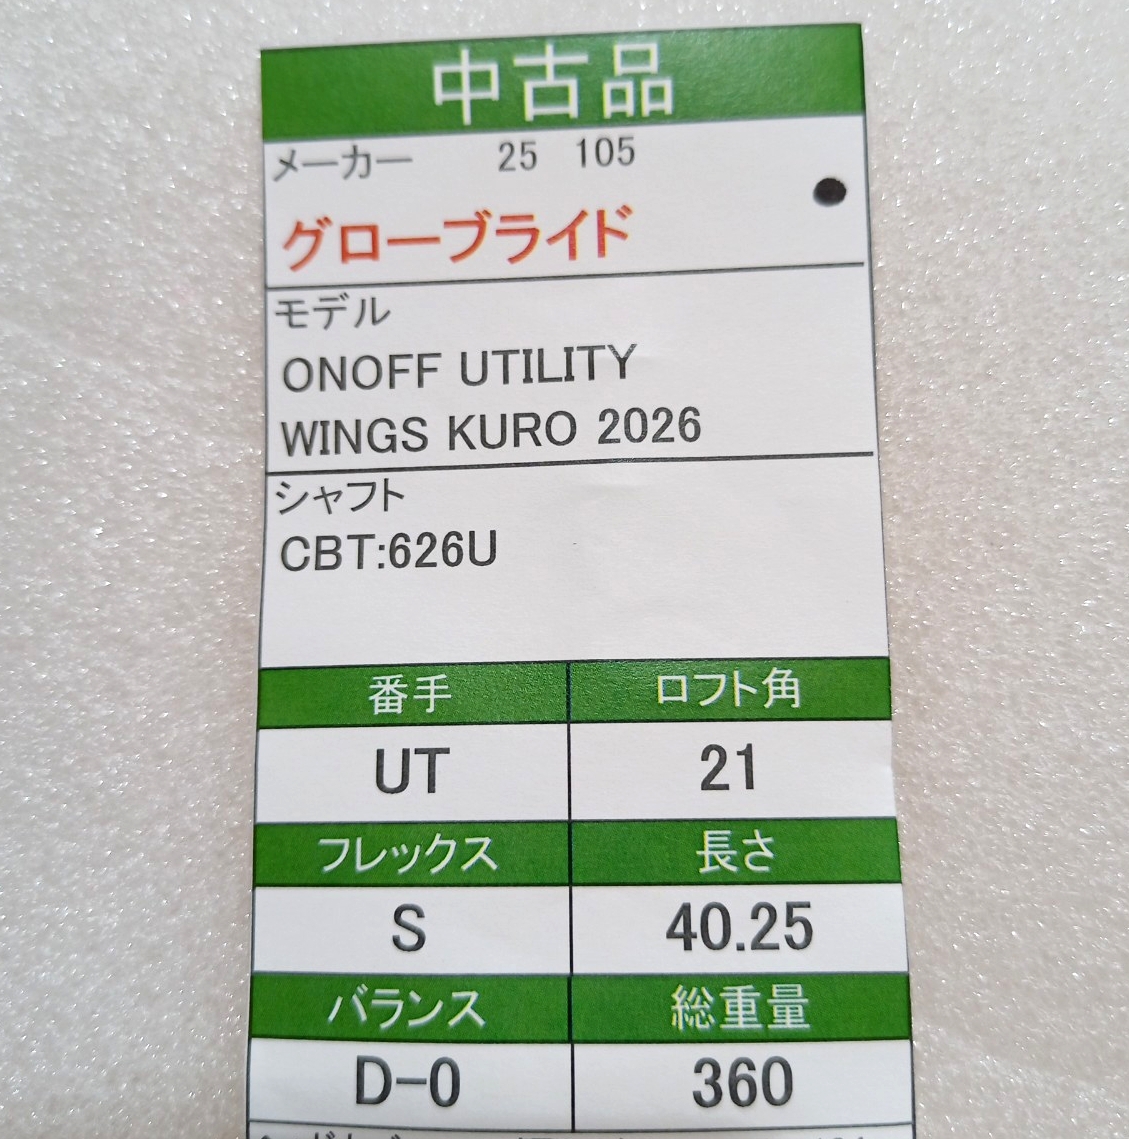 中古品
メーカー 25 105
グローブライド
モデル
ONOFF UTILITY
WINGS KURO 2026
シャフト
CBT:626U
番手 ロフト角
UT 21
フレックス 長さ
S 40.25
バランス 総重量
D-0 360